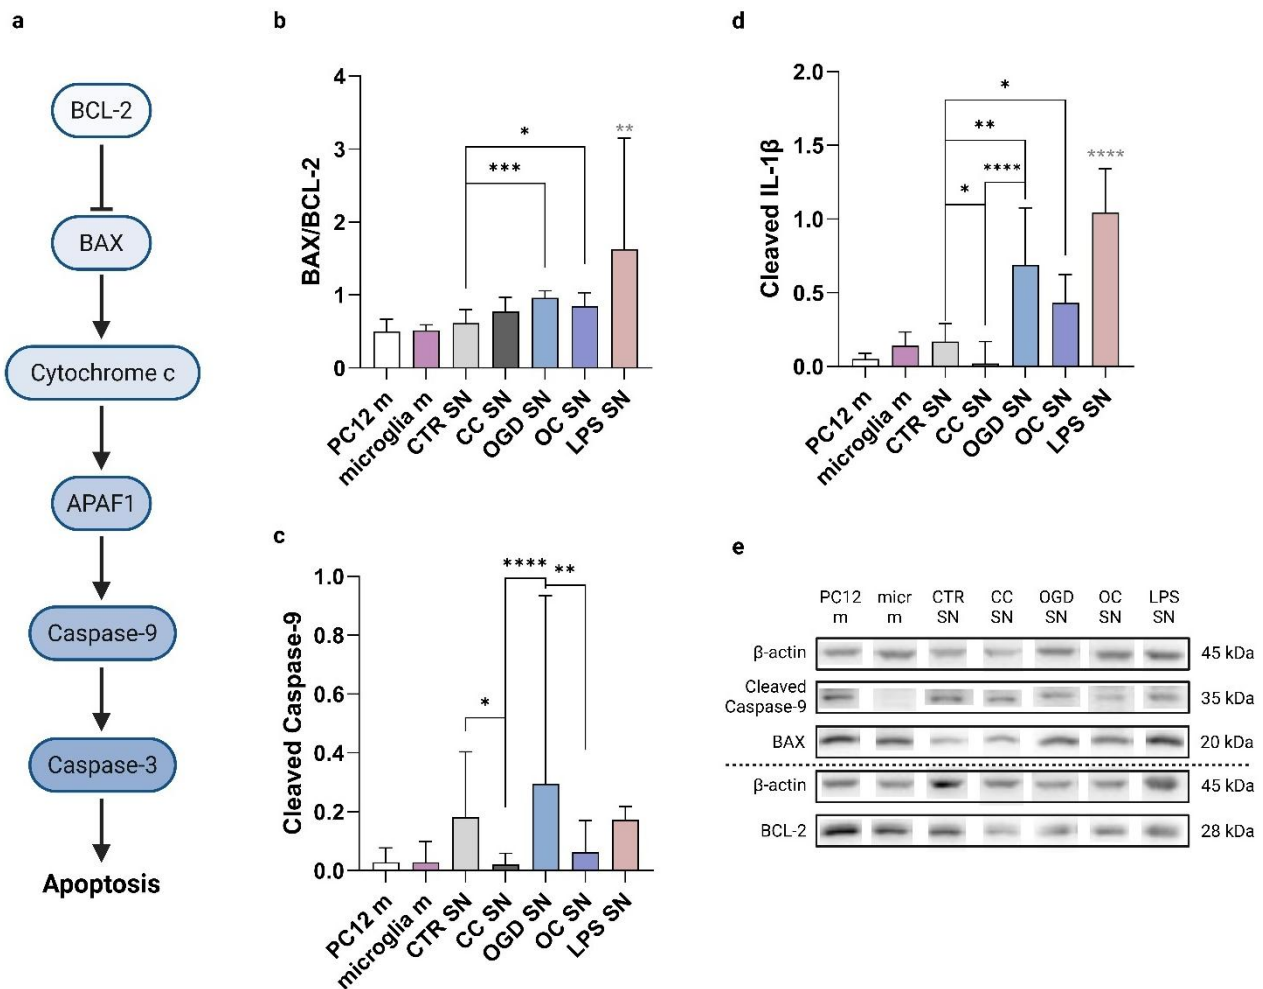 a
BCL-2
BAX
Cytochrome c
APAF1
Caspase-9
Caspase-3
Apoptosis
b
BAX/BCL-2
4
3
2
1
0
*
***
**
PC12 m
microglia m
CTR SN
CC SN
OGD SN
OC SN
LPS SN
c
Cleaved Caspase-9
1.0
0.8
0.6
0.4
0.2
0.0
*
****
**
PC12 m
microglia m
CTR SN
CC SN
OGD SN
OC SN
LPS SN
d
Cleaved IL-1β
2.0
1.5
1.0
0.5
0.0
*
**
****
*
****
PC12 m
microglia m
CTR SN
CC SN
OGD SN
OC SN
LPS SN
e
PC12 micr CTR CC OGD OC LPS
m m SN SN SN SN SN
β-actin 45 kDa
Cleaved
Caspase-9 35 kDa
BAX 20 kDa
β-actin 45 kDa
BCL-2 28 kDa